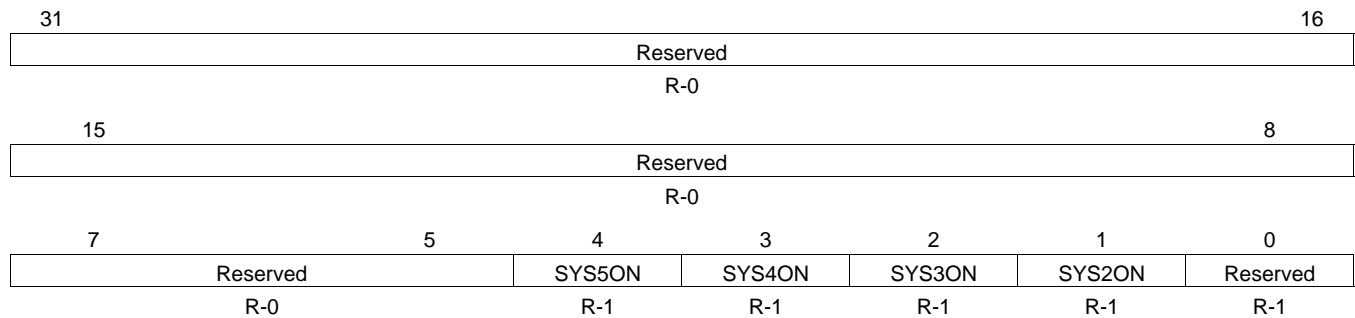 31 16
Reserved
R-0
15 8
Reserved
R-0
7 5 4 3 2 1 0
Reserved SYS5ON SYS4ON SYS3ON SYS2ON Reserved
R-0 R-1 R-1 R-1 R-1 R-1